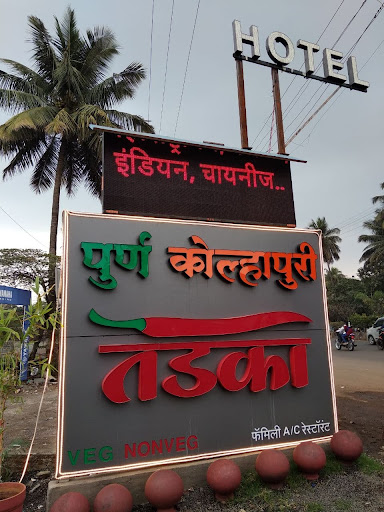 HOTEL
इंडियन, चायनीज..
पुर्ण कोल्हापुरी
तडका
VEG NONVEG
फॅमिली A/C रेस्टॉरंट